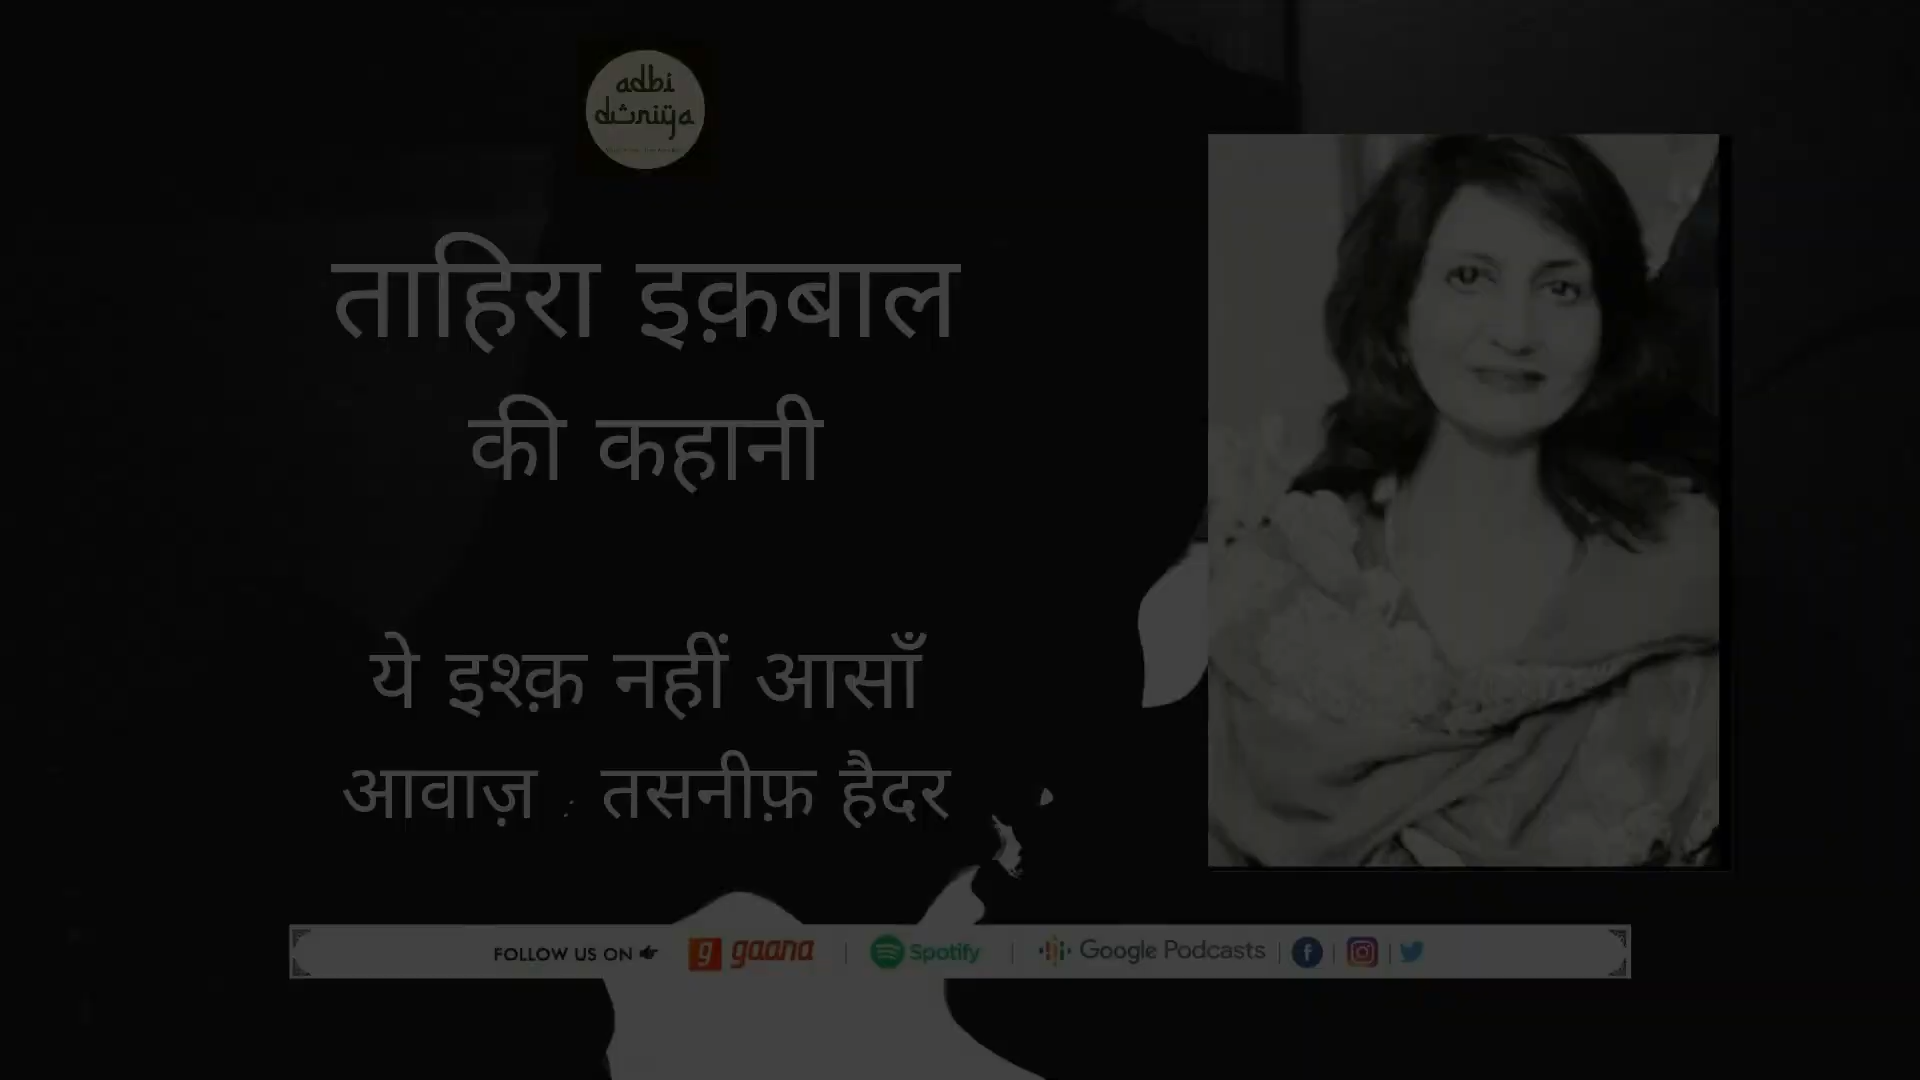 adbi
duniya
ताहिरा इक़बाल
की कहानी
ये इश्क़ नहीं आसाँ
आवाज़ : तसनीफ़ हैदर
FOLLOW US ON gaana Spotify Google Podcasts